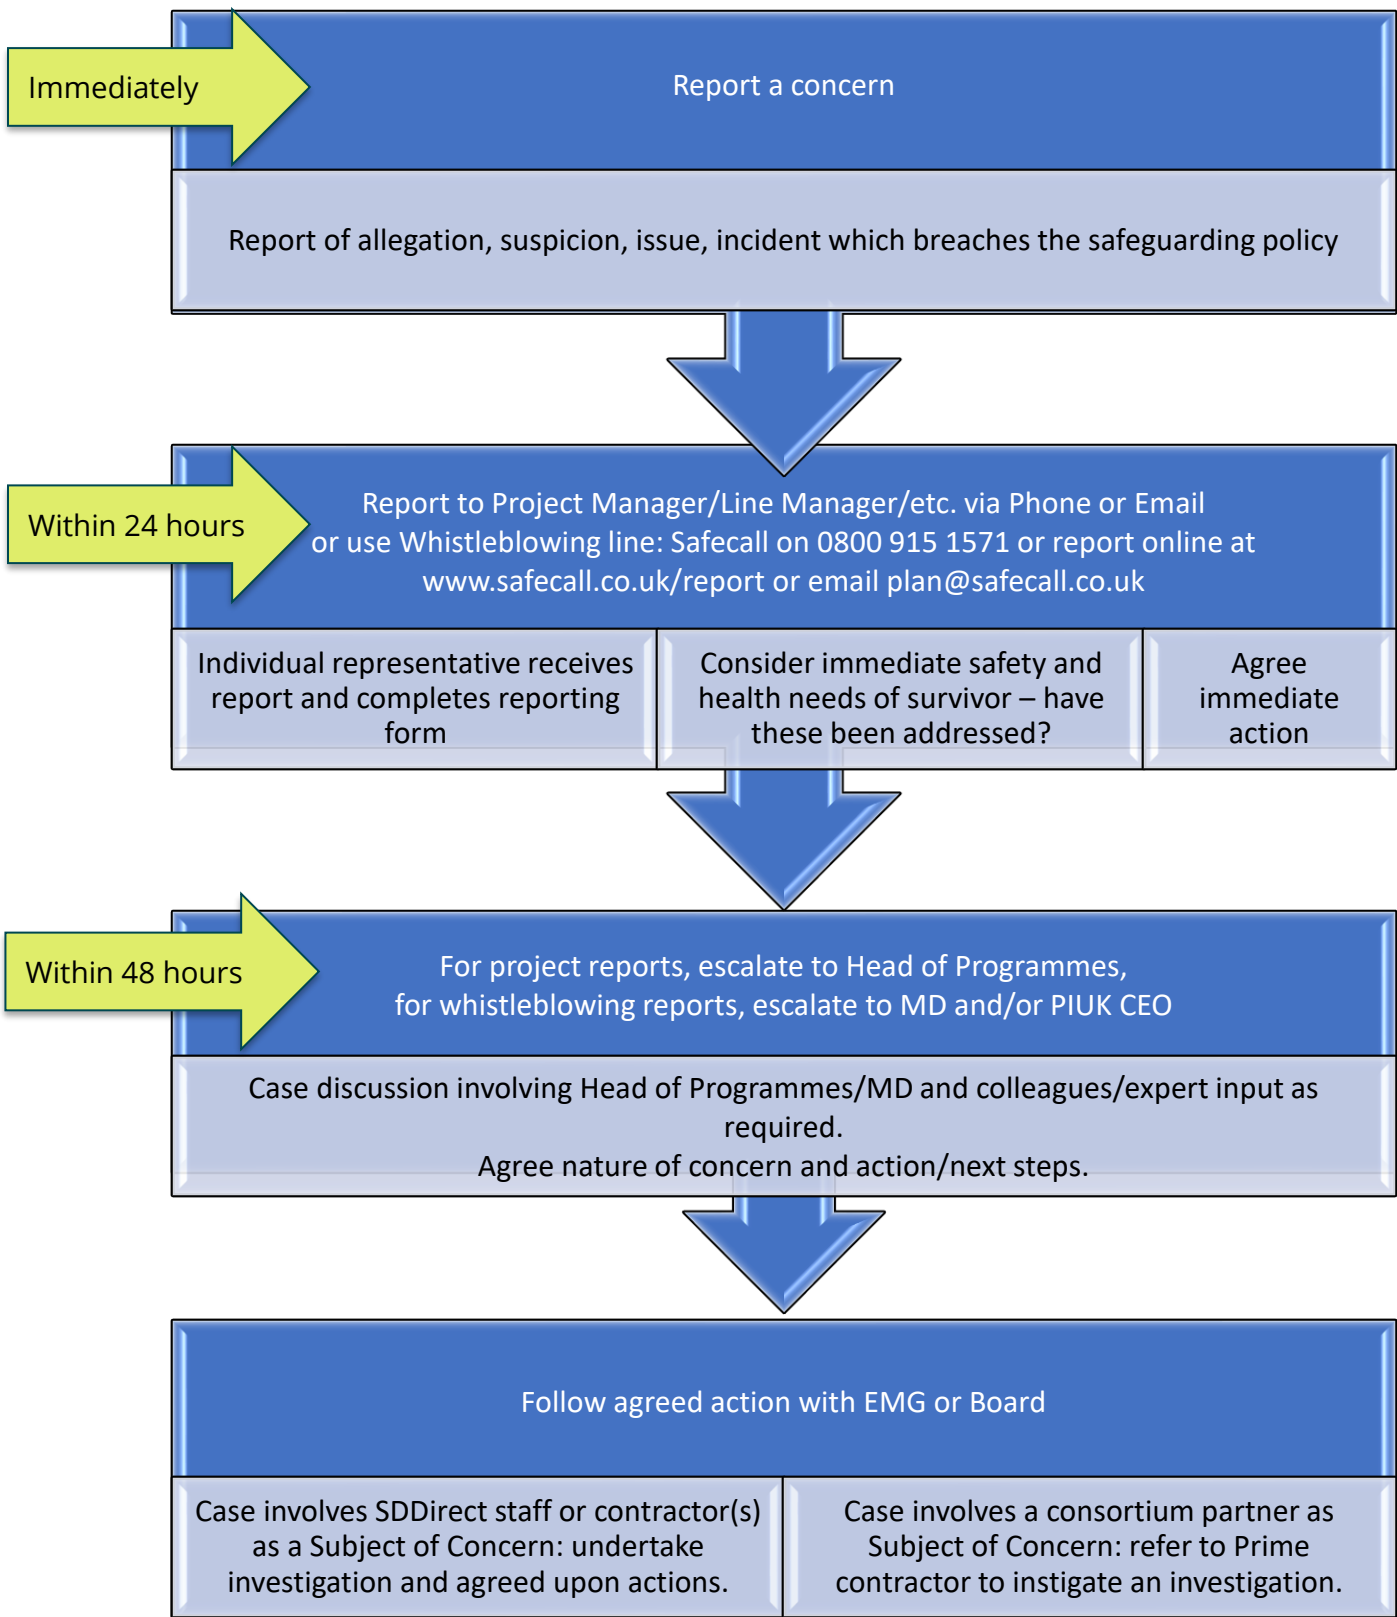 Immediately
Report a concern
Report of allegation, suspicion, issue, incident which breaches the safeguarding policy
Within 24 hours
Report to Project Manager/Line Manager/etc. via Phone or Email
or use Whistleblowing line: Safecall on 0800 915 1571 or report online at
www.safecall.co.uk/report or email plan@safecall.co.uk
Individual representative receives
report and completes reporting
form
Consider immediate safety and
health needs of survivor – have
these been addressed?
Agree
immediate
action
Within 48 hours
For project reports, escalate to Head of Programmes,
for whistleblowing reports, escalate to MD and/or PIUK CEO
Case discussion involving Head of Programmes/MD and colleagues/expert input as
required.
Agree nature of concern and action/next steps.
Follow agreed action with EMG or Board
Case involves SDDirect staff or contractor(s)
as a Subject of Concern: undertake
investigation and agreed upon actions.
Case involves a consortium partner as
Subject of Concern: refer to Prime
contractor to instigate an investigation.